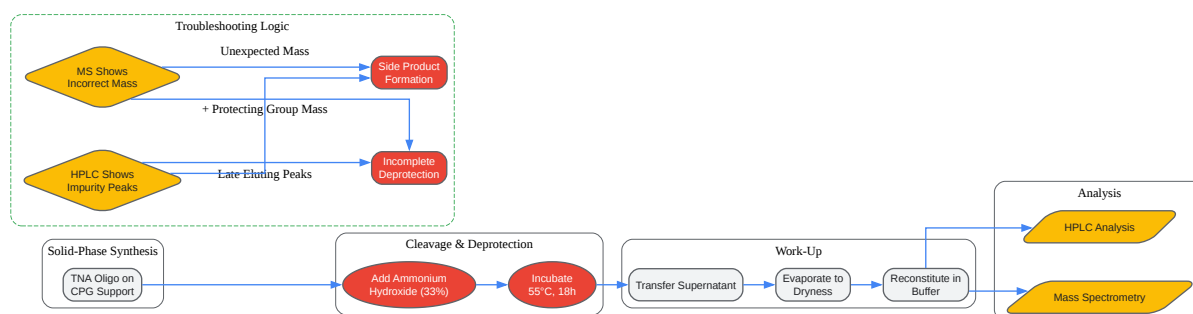 Troubleshooting Logic
Unexpected Mass
MS Shows
Incorrect Mass
Side Product
Formation
+ Protecting Group Mass
HPLC Shows
Impurity Peaks
Late Eluting Peaks
Incomplete
Deprotection
Solid-Phase Synthesis
TNA Oligo on
CPG Support
Cleavage & Deprotection
Add Ammonium
Hydroxide (33%)
Incubate
55°C, 18h
Work-Up
Transfer Supernatant
Evaporate to
Dryness
Reconstitute in
Buffer
Analysis
HPLC Analysis
Mass Spectrometry